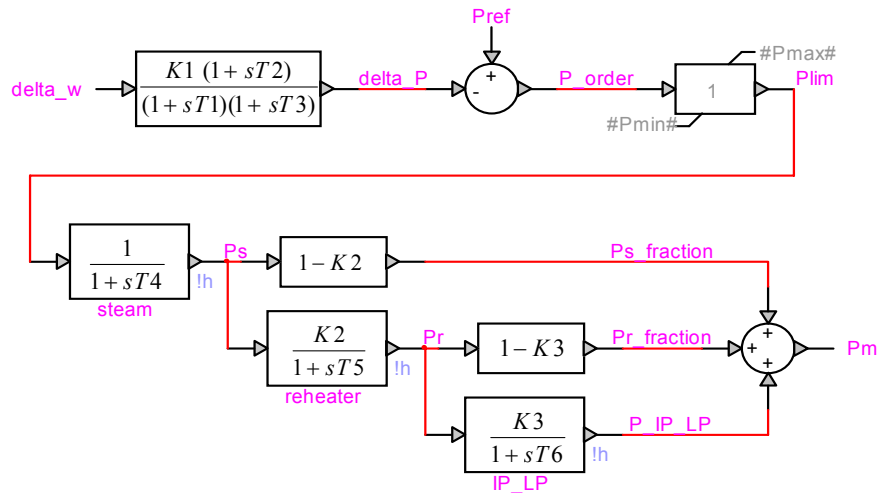 Pref
#Pmax#
delta_w
K1 (1+sT2)
(1+sT1)(1+sT3)
delta_P
+
-
P_order
1
Plim
#Pmin#
1
1+sT4
!h
steam
Ps
1-K2
Ps_fraction
K2
1+sT5
!h
reheater
Pr
1-K3
Pr_fraction
+
+
+
Pm
K3
1+sT6
!h
IP_LP
P_IP_LP